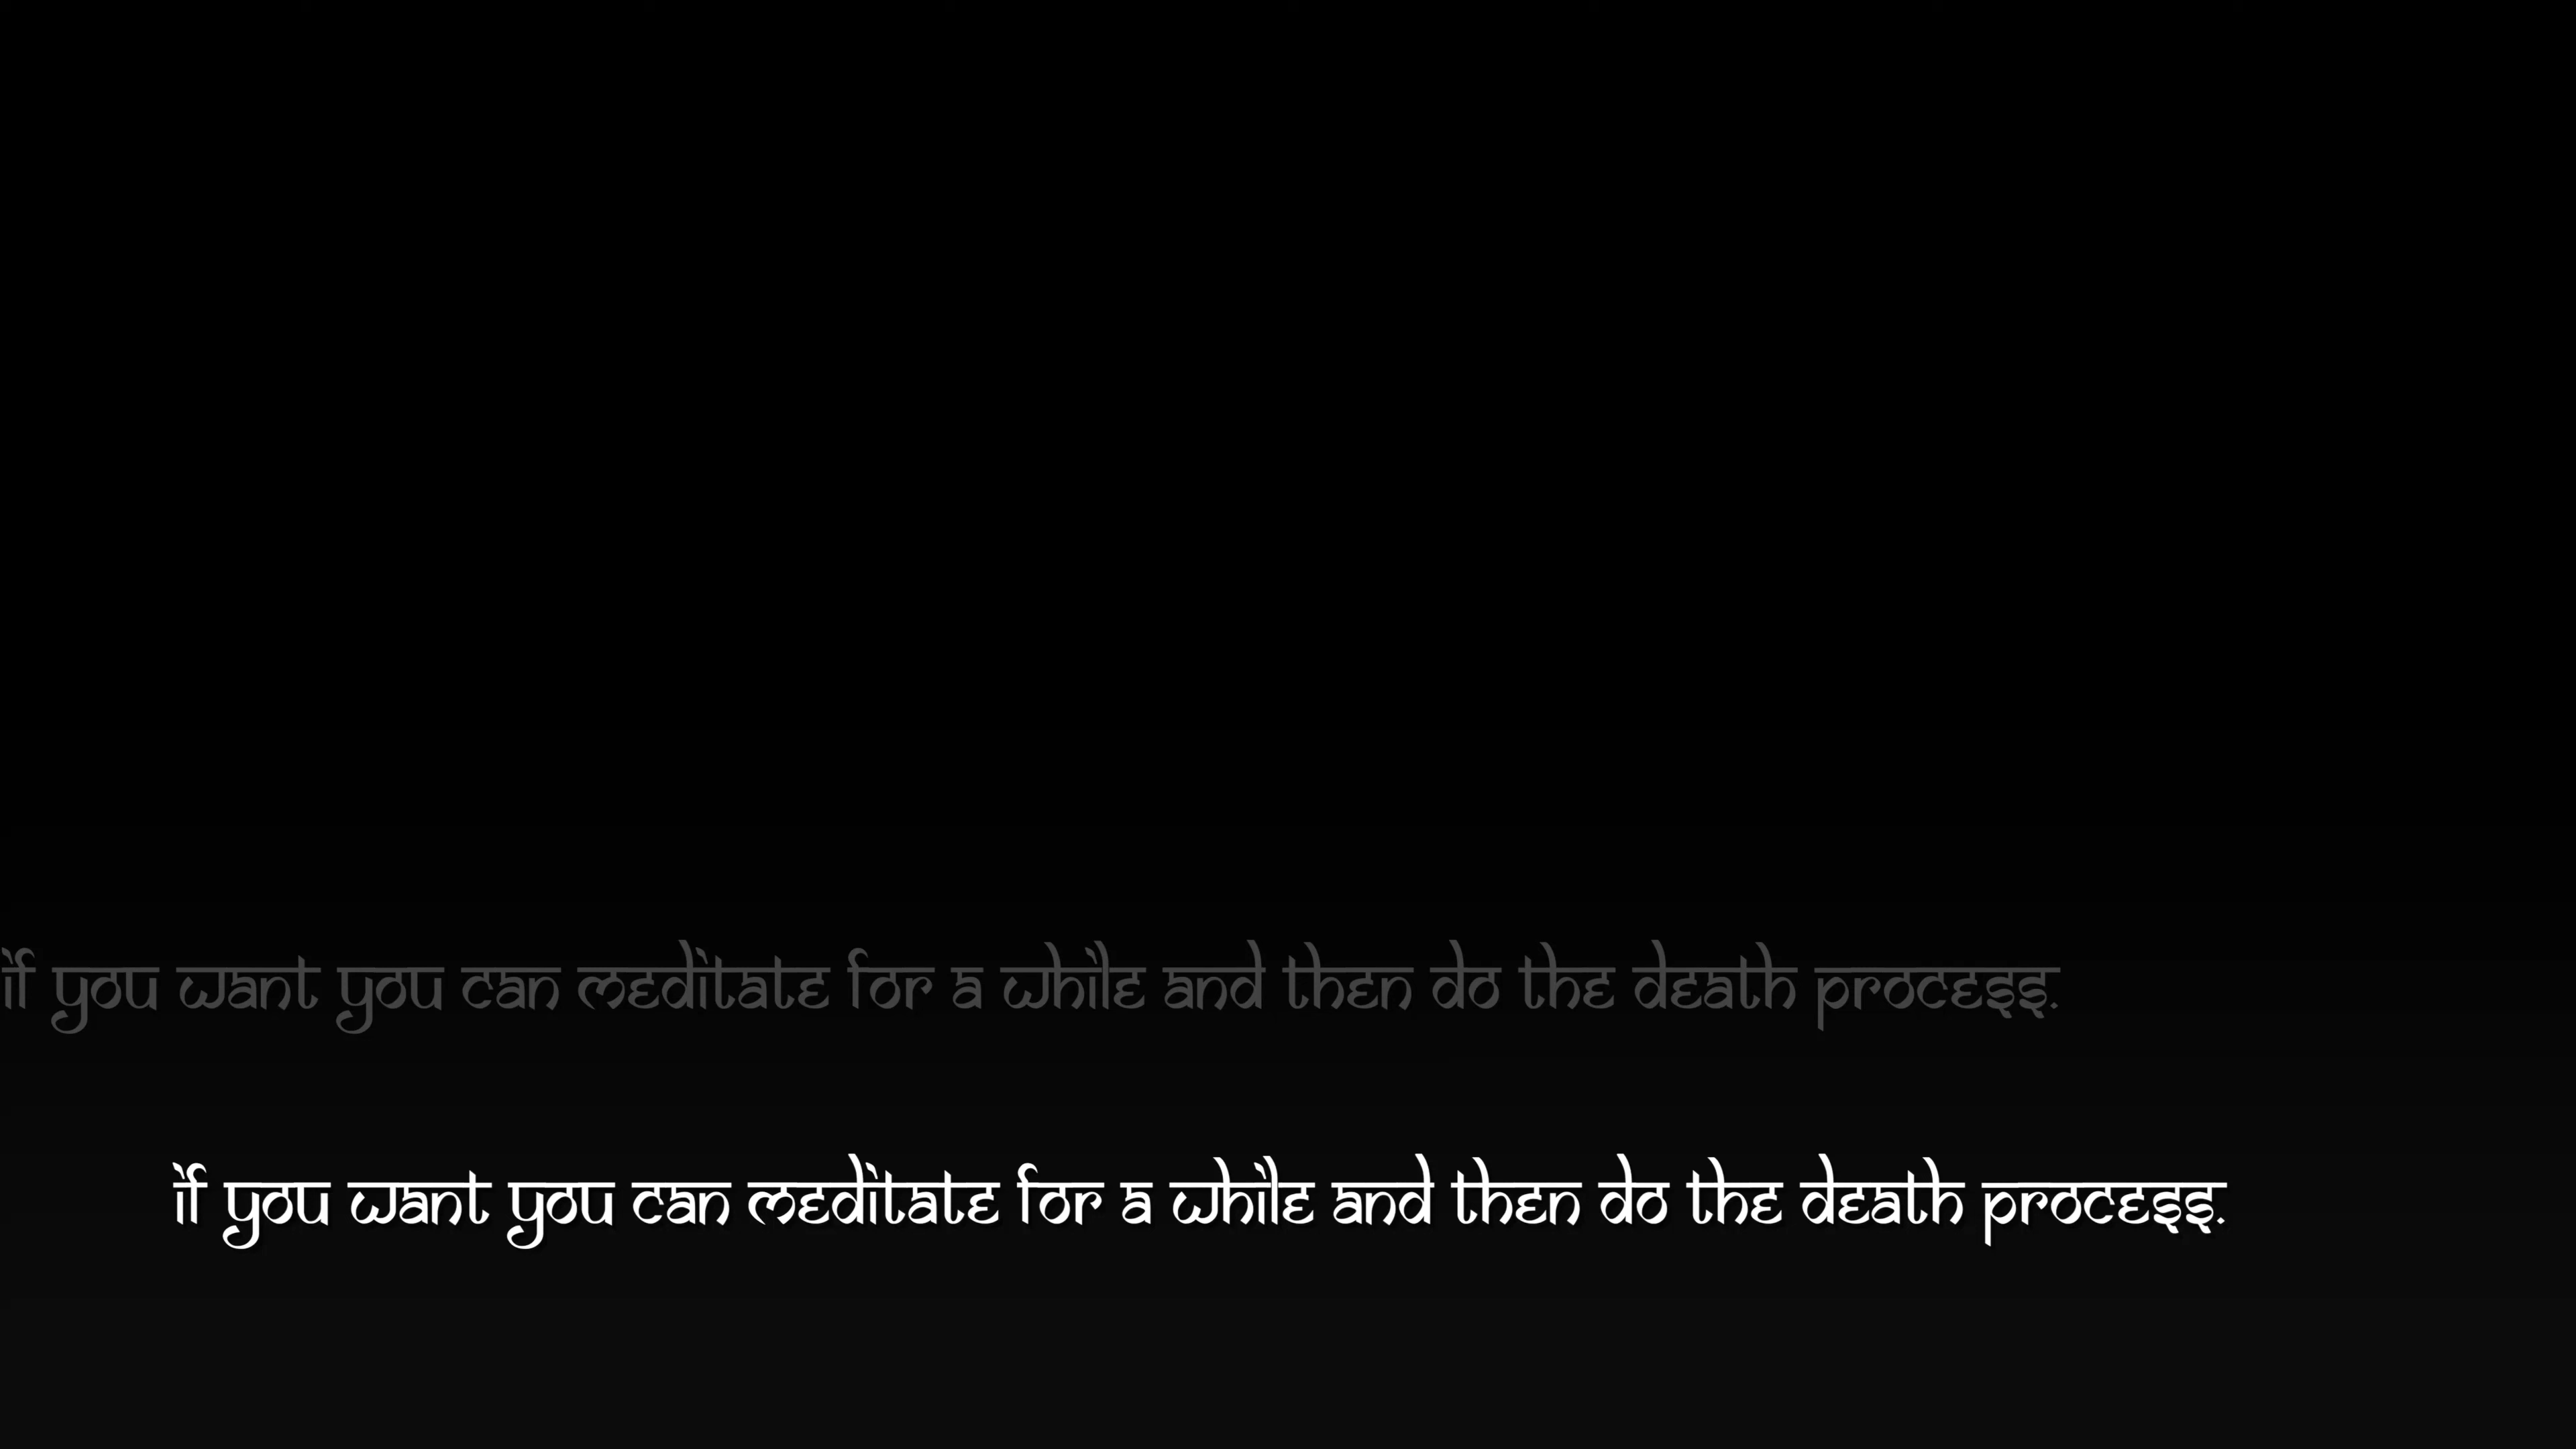 if you want you can meditate for a while and then do the death process.
if you want you can meditate for a while and then do the death process.